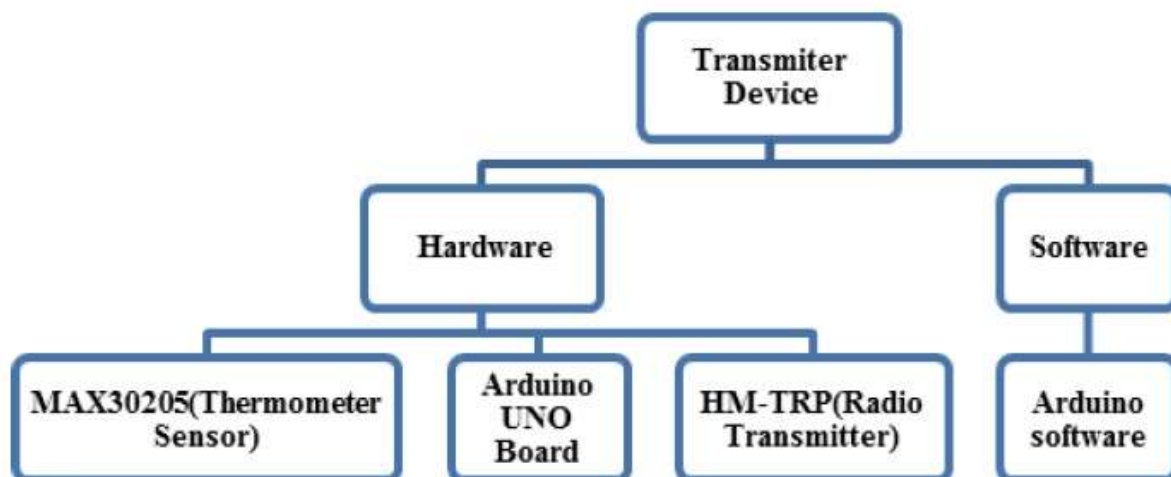 Transmiter
Device
Hardware
Software
MAX30205(Thermometer
Sensor)
Arduino
UNO
Board
HM-TRP(Radio
Transmitter)
Arduino
software